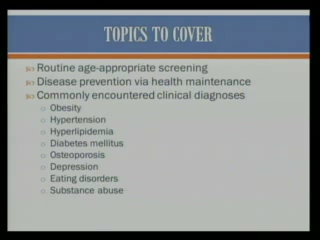 TOPICS TO COVER
Routine age-appropriate screening
Disease prevention via health maintenance
Commonly encountered clinical diagnoses
Obesity
Hypertension
Hyperlipidemia
Diabetes mellitus
Osteoporosis
Depression
Eating disorders
Substance abuse